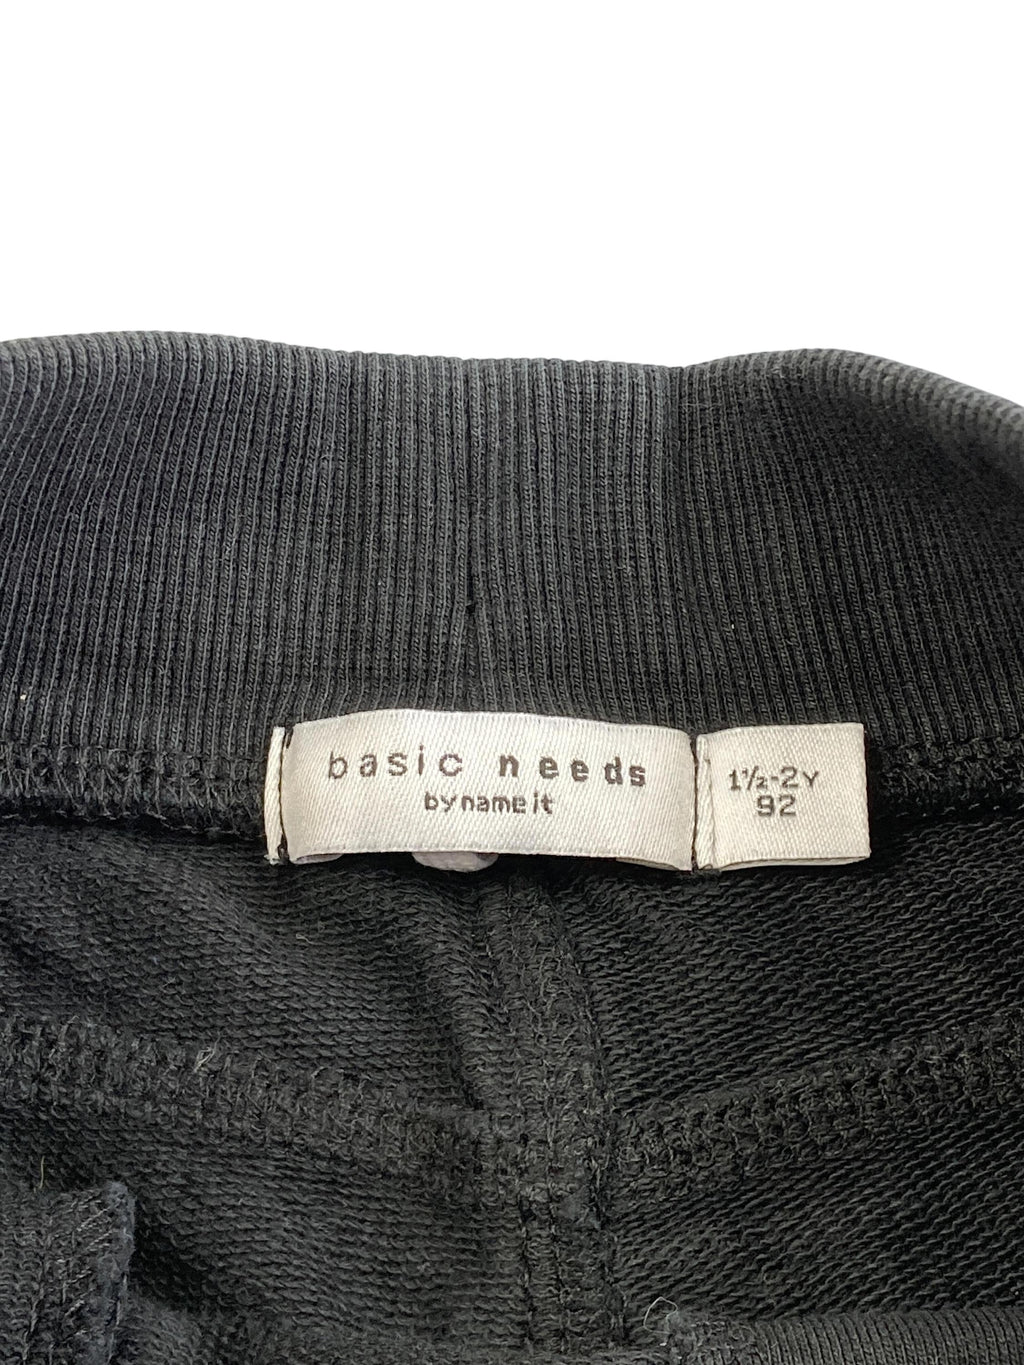 basic needs
by name it
1½-2Y
92